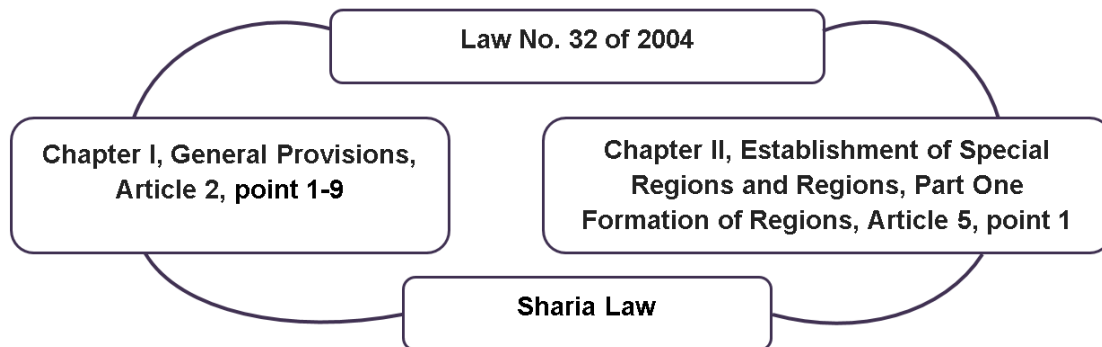 Law No. 32 of 2004
Chapter I, General Provisions,
Article 2, point 1-9
Chapter II, Establishment of Special
Regions and Regions, Part One
Formation of Regions, Article 5, point 1
Sharia Law